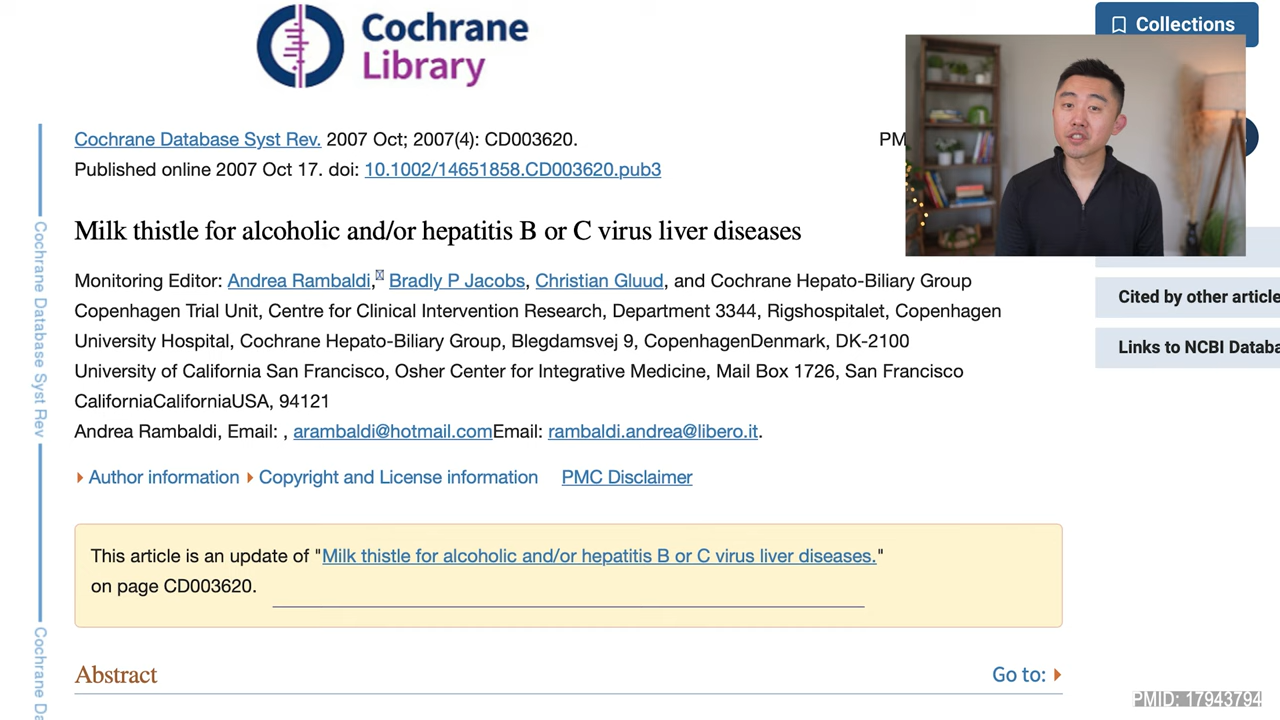 Cochrane
Library
Collections
Cochrane Database Syst Rev. 2007 Oct; 2007(4): CD003620.
PM
Published online 2007 Oct 17. doi: 10.1002/14651858.CD003620.pub3
Milk thistle for alcoholic and/or hepatitis B or C virus liver diseases
Monitoring Editor: Andrea Rambaldi, Bradly P Jacobs, Christian Gluud, and Cochrane Hepato-Biliary Group
Copenhagen Trial Unit, Centre for Clinical Intervention Research, Department 3344, Rigshospitalet, Copenhagen
University Hospital, Cochrane Hepato-Biliary Group, Blegdamsvej 9, CopenhagenDenmark, DK-2100
University of California San Francisco, Osher Center for Integrative Medicine, Mail Box 1726, San Francisco
CaliforniaCaliforniaUSA, 94121
Andrea Rambaldi, Email: , arambaldi@hotmail.comEmail: rambaldi.andrea@libero.it.
Author information Copyright and License information PMC Disclaimer
This article is an update of "Milk thistle for alcoholic and/or hepatitis B or C virus liver diseases."
on page CD003620.
Abstract
Go to:
Cited by other article
Links to NCBI Databa
Cochrane Database Syst Rev
Cochrane Da
PMID: 17943794